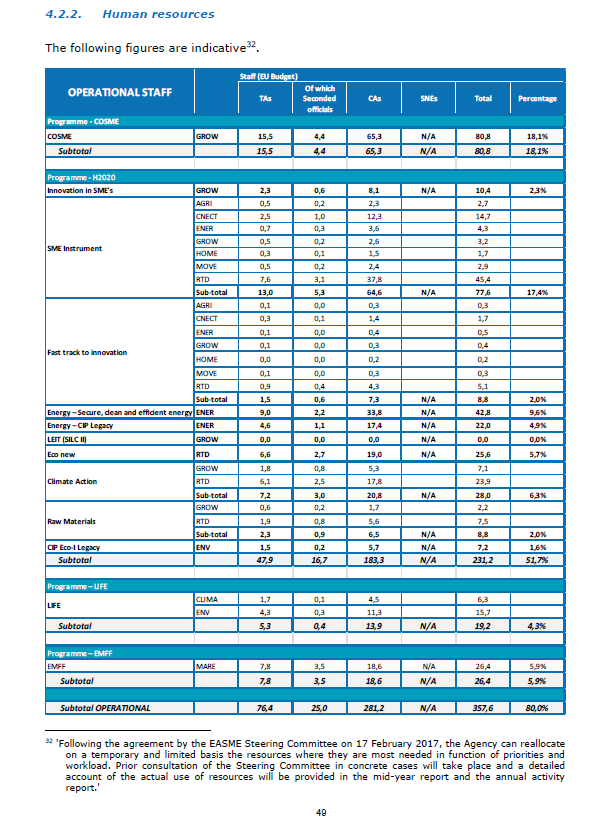 4.2.2. Human resources
The following figures are indicative32.
Staff (EU Budget)
OPERATIONAL STAFF TAs Of which Seconded officials CAs SNEs Total Percentage
Programme - COSME
COSME GROW 15,5 4,4 65,3 N/A 80,8 18,1%
Subtotal 15,5 4,4 65,3 N/A 80,8 18,1%
Programme - H2020
Innovation in SME's GROW 2,3 0,6 8,1 N/A 10,4 2,3%
SME Instrument
AGRI 0,5 0,2 2,3 2,7
CNECT 2,5 1,0 12,3 14,7
ENER 0,7 0,3 3,6 4,3
GROW 0,5 0,2 2,6 3,2
HOME 0,3 0,1 1,5 1,7
MOVE 0,5 0,2 2,4 2,9
RTD 7,6 3,1 37,8 45,4
Sub-total 13,0 5,3 64,6 N/A 77,6 17,4%
Fast track to innovation
AGRI 0,1 0,0 0,3 0,3
CNECT 0,3 0,1 1,4 1,7
ENER 0,1 0,0 0,4 0,5
GROW 0,1 0,0 0,3 0,4
HOME 0,0 0,0 0,2 0,2
MOVE 0,1 0,0 0,3 0,3
RTD 0,9 0,4 4,3 5,1
Sub-total 1,5 0,6 7,3 N/A 8,8 2,0%
Energy – Secure, clean and efficient energy ENER 9,0 2,2 33,8 N/A 42,8 9,6%
Energy – CIP Legacy ENER 4,6 1,1 17,4 N/A 22,0 4,9%
LEIT (SILC II) GROW 0,0 0,0 0,0 N/A 0,0 0,0%
Eco new RTD 6,6 2,7 19,0 N/A 25,6 5,7%
Climate Action
GROW 1,8 0,8 5,3 7,1
RTD 6,1 2,5 17,8 23,9
Sub-total 7,2 3,0 20,8 N/A 28,0 6,3%
Raw Materials
GROW 0,6 0,2 1,7 2,2
RTD 1,9 0,8 5,6 7,5
Sub-total 2,3 0,9 6,5 N/A 8,8 2,0%
CIP Eco-I Legacy ENV 1,5 0,2 5,7 N/A 7,2 1,6%
Subtotal 47,9 16,7 183,3 N/A 231,2 51,7%
Programme – LIFE
LIFE
CLIMA 1,7 0,1 4,5 6,3
ENV 4,3 0,3 11,3 15,7
Subtotal 5,3 0,4 13,9 N/A 19,2 4,3%
Programme – EMFF
EMFF MARE 7,8 3,5 18,6 N/A 26,4 5,9%
Subtotal 7,8 3,5 18,6 N/A 26,4 5,9%
Subtotal OPERATIONAL 76,4 25,0 281,2 N/A 357,6 80,0%
32 'Following the agreement by the EASME Steering Committee on 17 February 2017, the Agency can reallocate
on a temporary and limited basis the resources where they are most needed in function of priorities and
workload. Prior consultation of the Steering Committee in concrete cases will take place and a detailed
account of the actual use of resources will be provided in the mid-year report and the annual activity
report.'
49